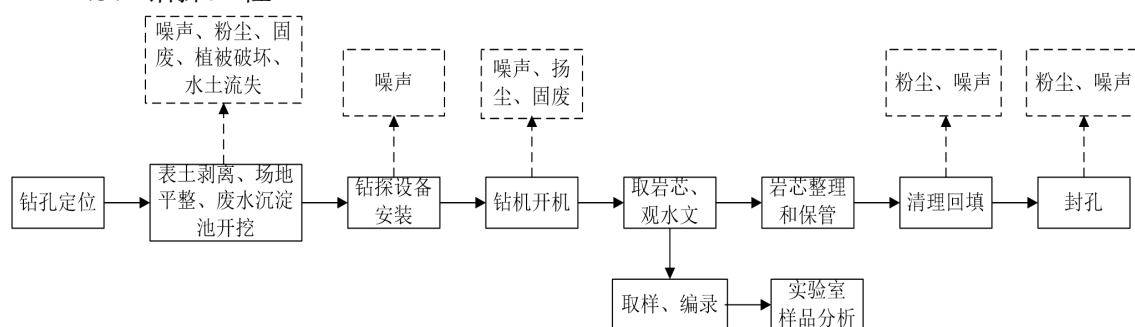 噪声、粉尘、固
废、植被破坏、
水土流失
噪声
噪声、扬
尘、固废
粉尘、噪声
粉尘、噪声
钻孔定位
表土剥离、场地
平整、废水沉淀
池开挖
钻探设备
安装
钻机开机
取岩芯、
观水文
岩芯整理
和保管
清理回填
封孔
取样、编录
实验室
样品分析